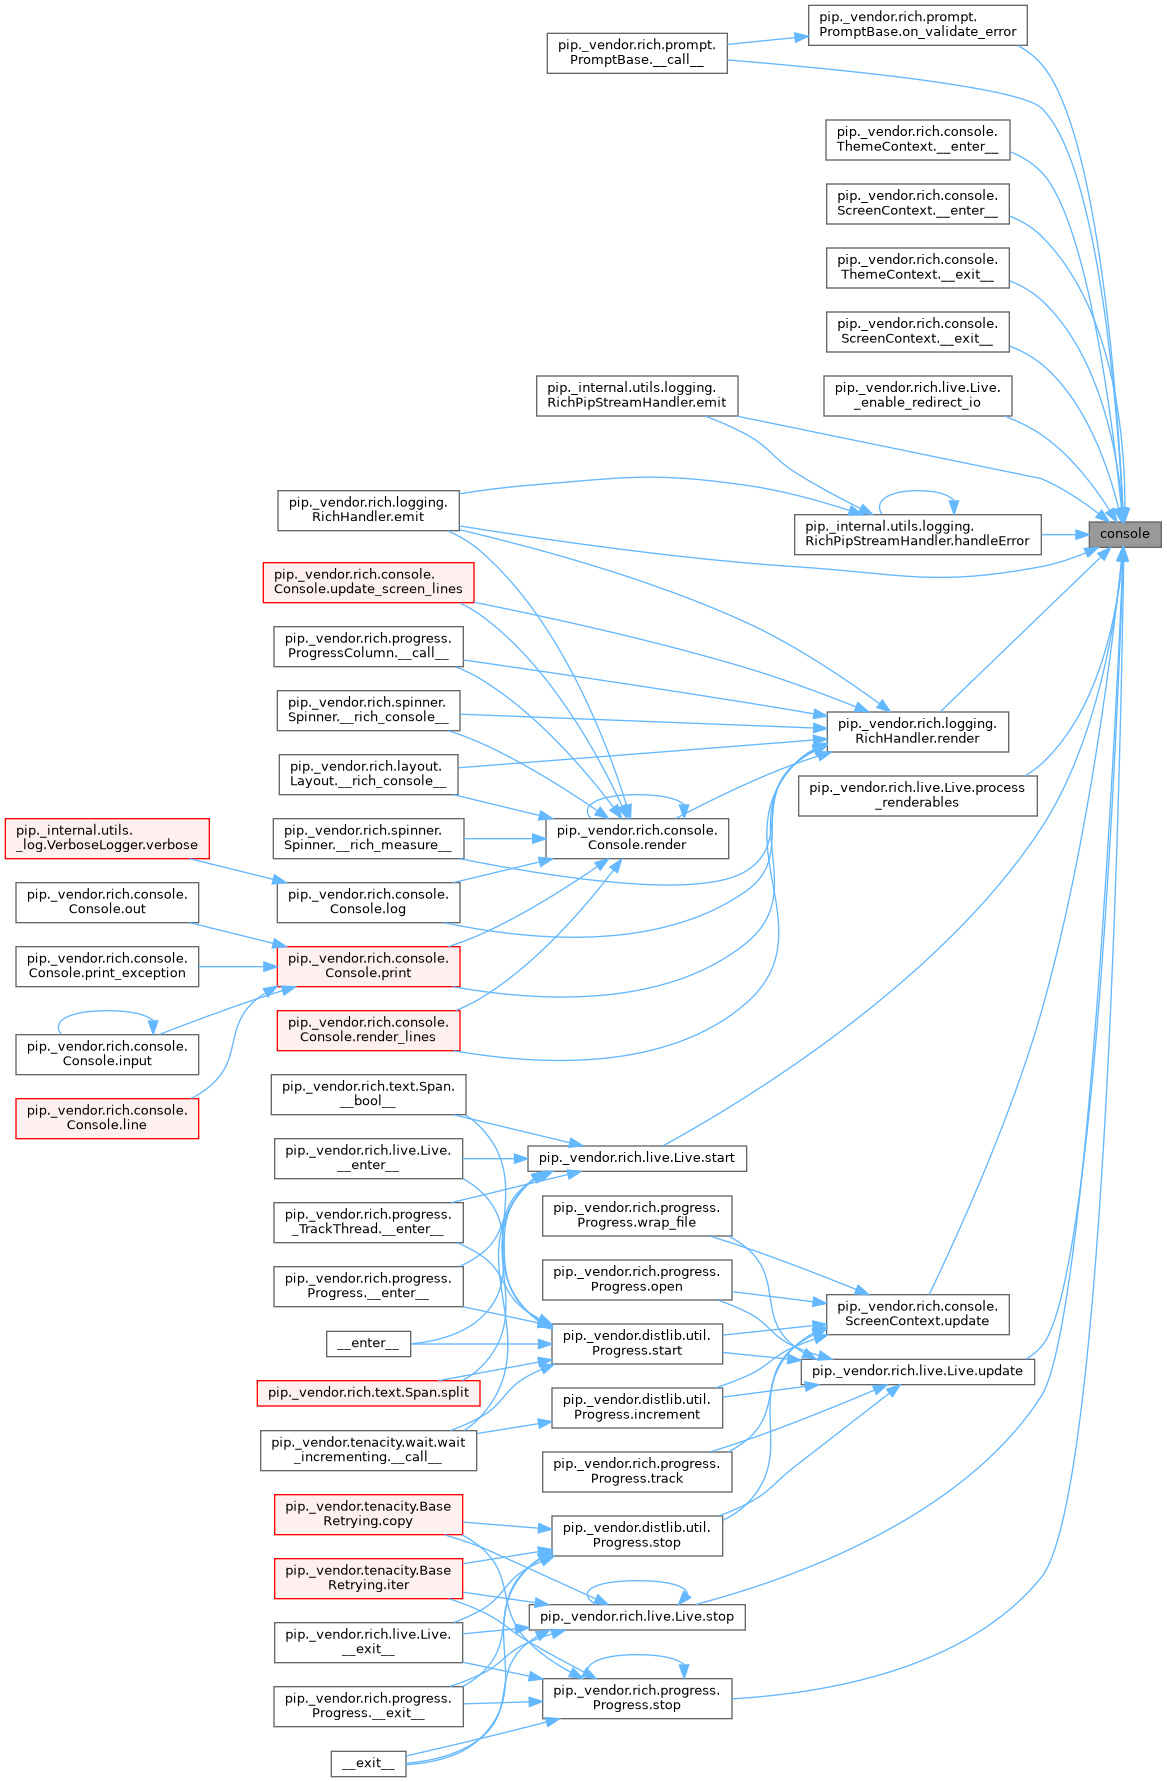 pip._vendor.rich.prompt.
PromptBase.on_validate_error
pip._vendor.rich.prompt.
PromptBase.__call__
pip._vendor.rich.console.
ThemeContext.__enter__
pip._vendor.rich.console.
ScreenContext.__enter__
pip._vendor.rich.console.
ThemeContext.__exit__
pip._vendor.rich.console.
ScreenContext.__exit__
pip._internal.utils.logging.
RichPipStreamHandler.emit
pip._vendor.rich.live.Live.
_enable_redirect_io
pip._vendor.rich.logging.
RichHandler.emit
pip._internal.utils.logging.
RichPipStreamHandler.handleError
console
pip._vendor.rich.console.
Console.update_screen_lines
pip._vendor.rich.progress.
ProgressColumn.__call__
pip._vendor.rich.spinner.
Spinner.__rich_console__
pip._vendor.rich.logging.
RichHandler.render
pip._vendor.rich.layout.
Layout.__rich_console__
pip._vendor.rich.live.Live.process
_renderables
pip._internal.utils.
_log.VerboseLogger.verbose
pip._vendor.rich.spinner.
Spinner.__rich_measure__
pip._vendor.rich.console.
Console.render
pip._vendor.rich.console.
Console.out
pip._vendor.rich.console.
Console.log
pip._vendor.rich.console.
Console.print_exception
pip._vendor.rich.console.
Console.print
pip._vendor.rich.console.
Console.input
pip._vendor.rich.console.
Console.render_lines
pip._vendor.rich.console.
Console.line
pip._vendor.rich.text.Span.
__bool__
pip._vendor.rich.live.Live.
__enter__
pip._vendor.rich.live.Live.start
pip._vendor.rich.progress.
_TrackThread.__enter__
pip._vendor.rich.progress.
Progress.wrap_file
pip._vendor.rich.progress.
Progress.__enter__
pip._vendor.rich.progress.
Progress.open
pip._vendor.rich.console.
ScreenContext.update
__enter__
pip._vendor.distlib.util.
Progress.start
pip._vendor.rich.live.Live.update
pip._vendor.rich.text.Span.split
pip._vendor.distlib.util.
Progress.increment
pip._vendor.tenacity.wait.wait
_incrementing.__call__
pip._vendor.rich.progress.
Progress.track
pip._vendor.tenacity.Base
Retrying.copy
pip._vendor.distlib.util.
Progress.stop
pip._vendor.tenacity.Base
Retrying.iter
pip._vendor.rich.live.Live.stop
pip._vendor.rich.live.Live.
__exit__
pip._vendor.rich.progress.
Progress.__exit__
pip._vendor.rich.progress.
Progress.stop
__exit__